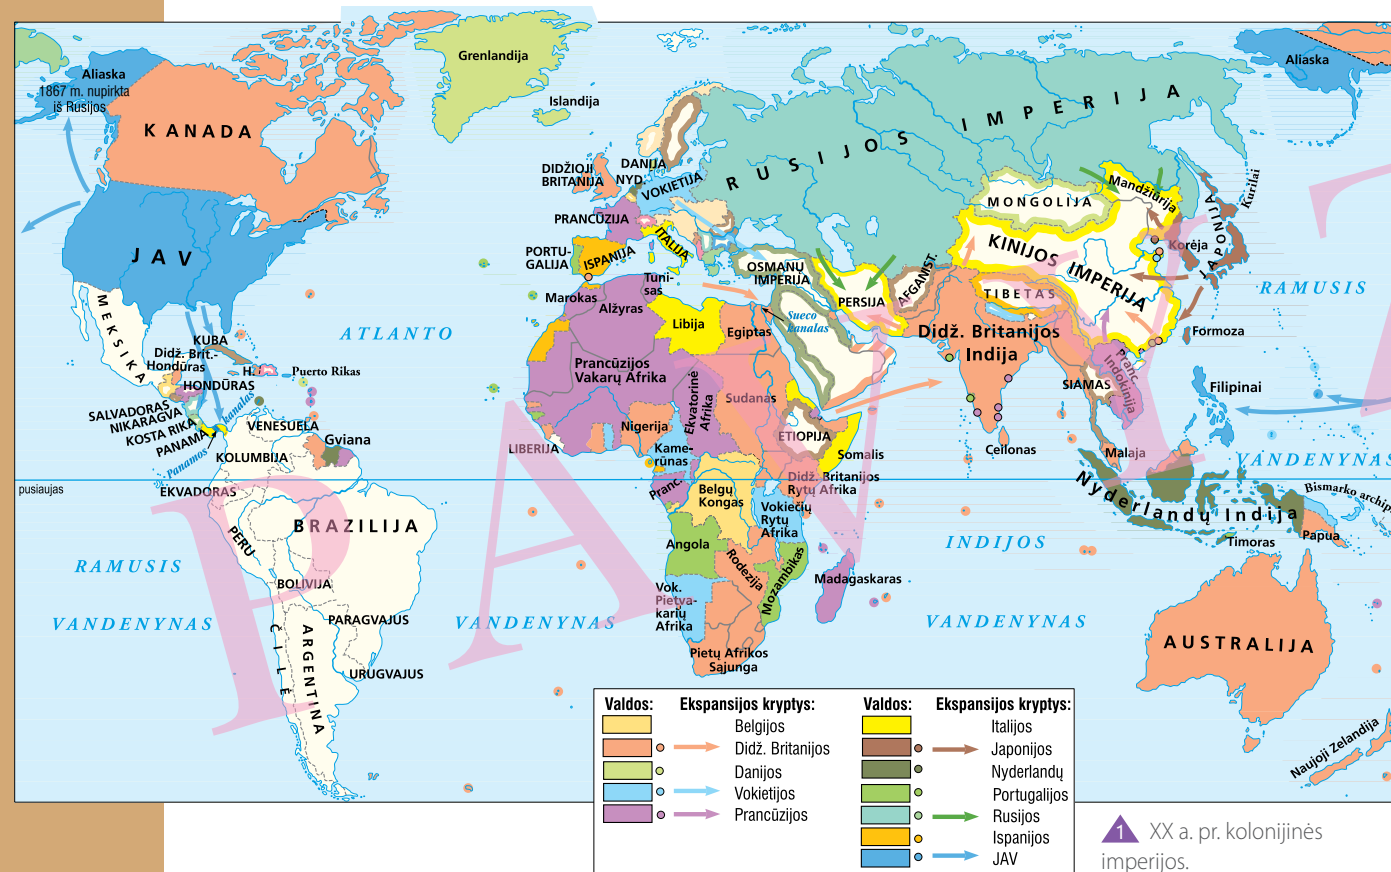 Grenlandija
Aliaska
1867 m. nupirkta
iš Rusijos
Aliaska
Islandija
KANADA
RUSIJOS IMPERIJA
DIDŽIOJI
BRITANIJA
DANIJA
NYD.
VOKIETIJA
PRANCŪZIJA
PORTU-
GALIJA
ISPANIJA
ITALIJA
MONGOLIJA
Mandžiūrija
Kurilai
JAPONIJA
Korėja
KINIJOS IMPERIJA
JAV
OSMANŲ
IMPERIJA
PERSIJA
AFGANIST.
TIBETAS
Marokas
Tuni-
sas
Alžyras
Libija
Egiptas
Sueco
kanalas
Didž. Britanijos
Indija
Formoza
RAMUSIS
ATLANTO
MEKSIKA
KUBA
Didž. Brit.-
Hondūras
H.
Puerto Rikas
HONDŪRAS
SALVADORAS
NIKARAGVA
KOSTA RIKA
PANAMA
Panamos kanalas
VENESUELA
Gviana
KOLUMBIJA
EKVADORAS
pusiaujas
Prancūzijos
Vakarų Afrika
Ekvatorinė
Afrika
Sudanas
Nigerija
LIBERIJA
Kame-
rūnas
ETIOPIJA
Somalis
Pranc.
Belgų
Kongas
Didž. Britanijos
Rytų Afrika
Vokiečių
Rytų
Afrika
SIAMAS
Pranc.
Indokinija
Filipinai
Ceilonas
Malaja
VANDENYNAS
Nyderlandų Indija
Bismarko archip.
Papua
Timoras
PERU
BRAZILIJA
BOLIVIJA
PARAGVAJUS
ČILĖ
ARGENTINA
URUGVAJUS
RAMUSIS
VANDENYNAS
VANDENYNAS
Angola
Rodezija
Mozambikas
Madagaskaras
Vok.
Pietva-
karių
Afrika
Pietų Afrikos
Sąjunga
INDIJOS
VANDENYNAS
AUSTRALIJA
Naujoji Zelandija
PAV
Valdos: Ekspansijos kryptys: Valdos: Ekspansijos kryptys:
Belgijos Italijos
Didž. Britanijos Japonijos
Danijos Nyderlandų
Vokietijos Portugalijos
Prancūzijos Rusijos
Ispanijos
JAV
1 XX a. pr. kolonijinės
imperijos.